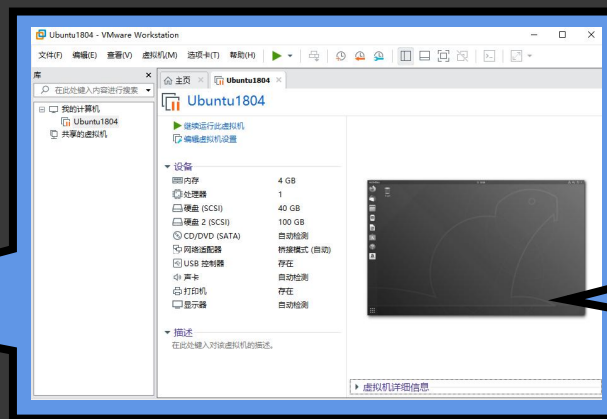 Ubuntu1804 - VMware Workstation
文件(F) 编辑(E) 查看(V) 虚拟机(M) 选项卡(T) 帮助(H)
库
在此处键入内容进行搜索
我的计算机
Ubuntu1804
共享的虚拟机
主页 Ubuntu1804
Ubuntu1804
继续运行此虚拟机
编辑虚拟机设置
设备
内存 4 GB
处理器 1
硬盘 (SCSI) 40 GB
硬盘 2 (SCSI) 100 GB
CD/DVD (SATA) 自动检测
网络适配器 桥接模式 (自动)
USB 控制器 存在
声卡 自动检测
打印机 存在
显示器 自动检测
描述
在此处键入对该虚拟机的描述。
虚拟机详细信息